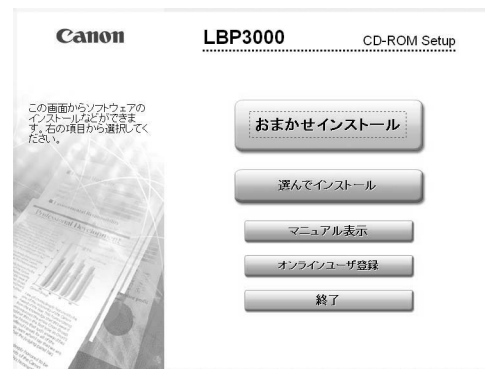 Canon
LBP3000
CD-ROM Setup
この画面からソフトウェアの
インストールなどができま
す。右の項目から選択してく
ださい。
おまかせインストール
選んでインストール
マニュアル表示
オンラインユーザ登録
終了
Professional Development